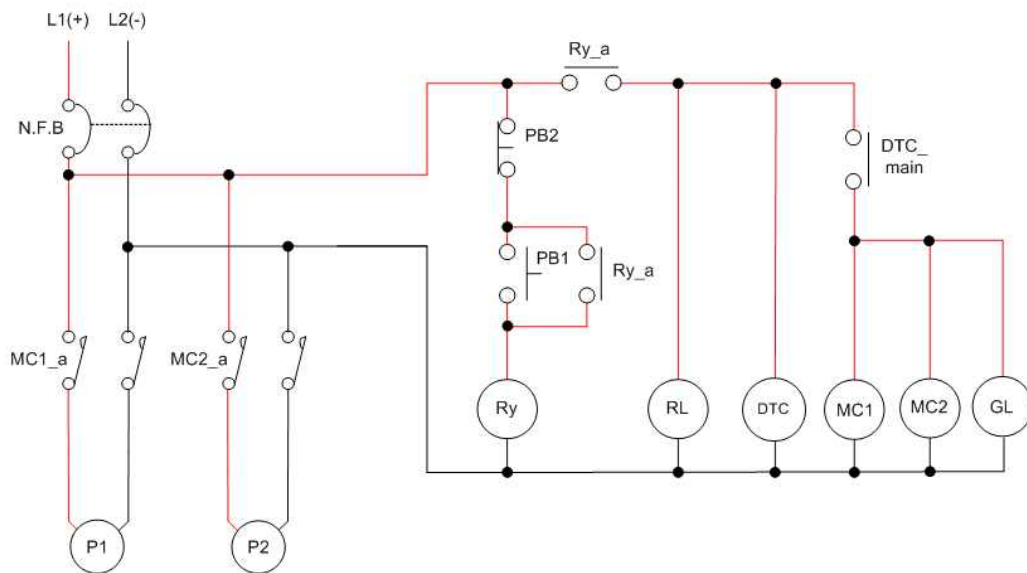 L1(+) L2(-)
Ry_a
N.F.B
PB2
DTC_
main
PB1
Ry_a
MC1_a
MC2_a
Ry
RL
DTC
MC1
MC2
GL
P1
P2